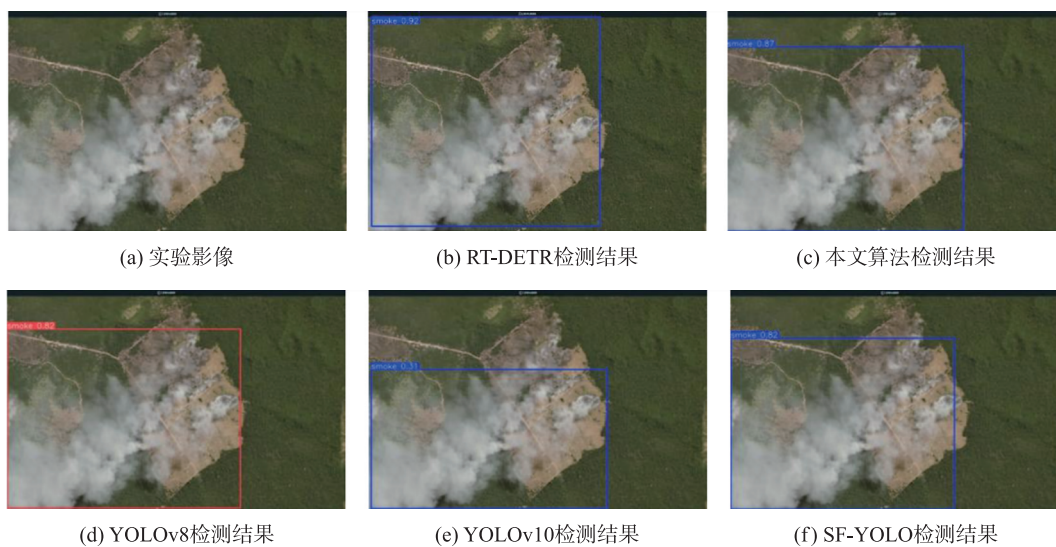 smoke 0.92
smoke 0.87
(a) 实验影像
(b) RT-DETR检测结果
(c) 本文算法检测结果
smoke 0.82
smoke 0.31
smoke 0.82
(d) YOLOv8检测结果
(e) YOLOv10检测结果
(f) SF-YOLO检测结果